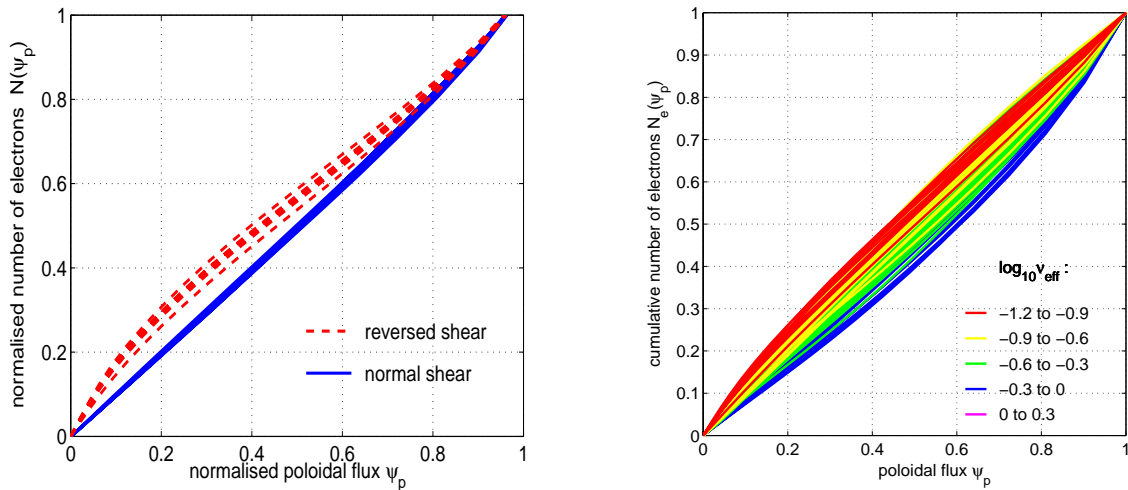 normalised number of electrons N(ψp)
1
0.8
0.6
0.4
0.2
0
reversed shear
normal shear
0
0.2
0.4
0.6
0.8
1
normalised poloidal flux ψp
cumulative number of electrons Ne(ψp)
1
0.9
0.8
0.7
0.6
0.5
0.4
0.3
0.2
0.1
0
log10 νeff :
−1.2 to −0.9
−0.9 to −0.6
−0.6 to −0.3
−0.3 to 0
0 to 0.3
0
0.2
0.4
0.6
0.8
1
poloidal flux ψp